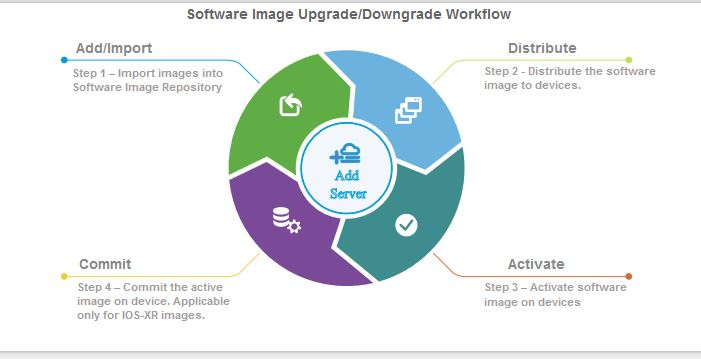 Software Image Upgrade/Downgrade Workflow
Add/Import
Step 1 – Import images into
Software Image Repository
Distribute
Step 2 - Distribute the software
image to devices.
Add
Server
Commit
Step 4 – Commit the active
image on device. Applicable
only for IOS-XR images.
Activate
Step 3 – Activate software
image on devices